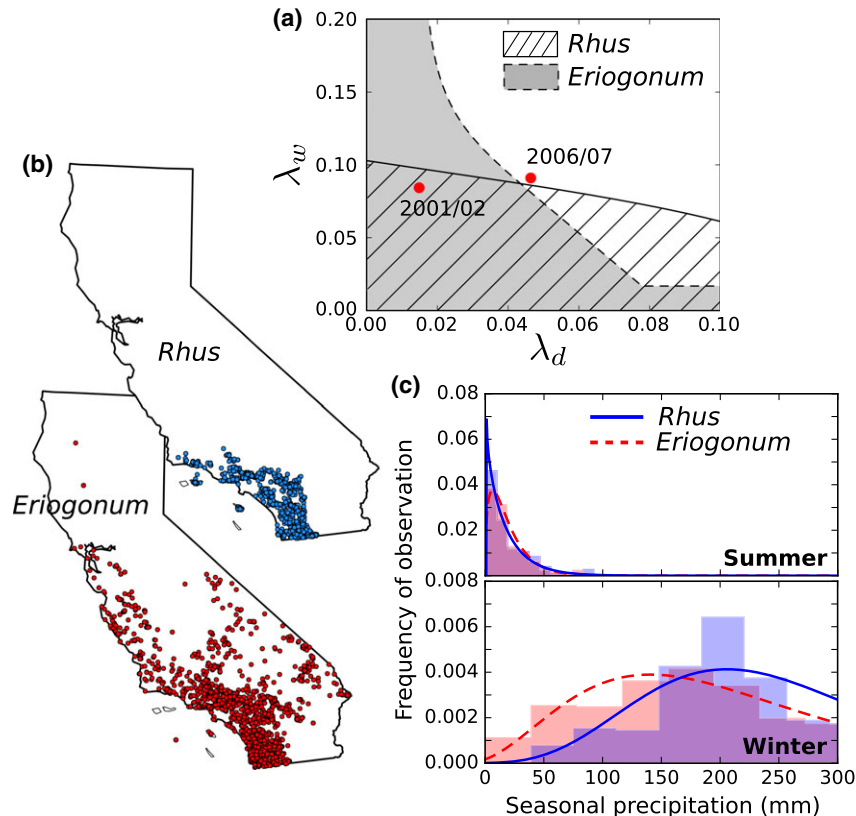 (a)
0.20
0.15
0.10
0.05
0.00
λw
Rhus
Eriogonum
2006/07
2001/02
0.00 0.02 0.04 0.06 0.08 0.10
λd
(b)
Rhus
Eriogonum
(c)
0.08
0.06
0.04
0.02
0.008
0.006
0.004
0.002
0.000
Frequency of observation
Rhus
Eriogonum
Summer
Winter
0 50 100 150 200 250 300
Seasonal precipitation (mm)